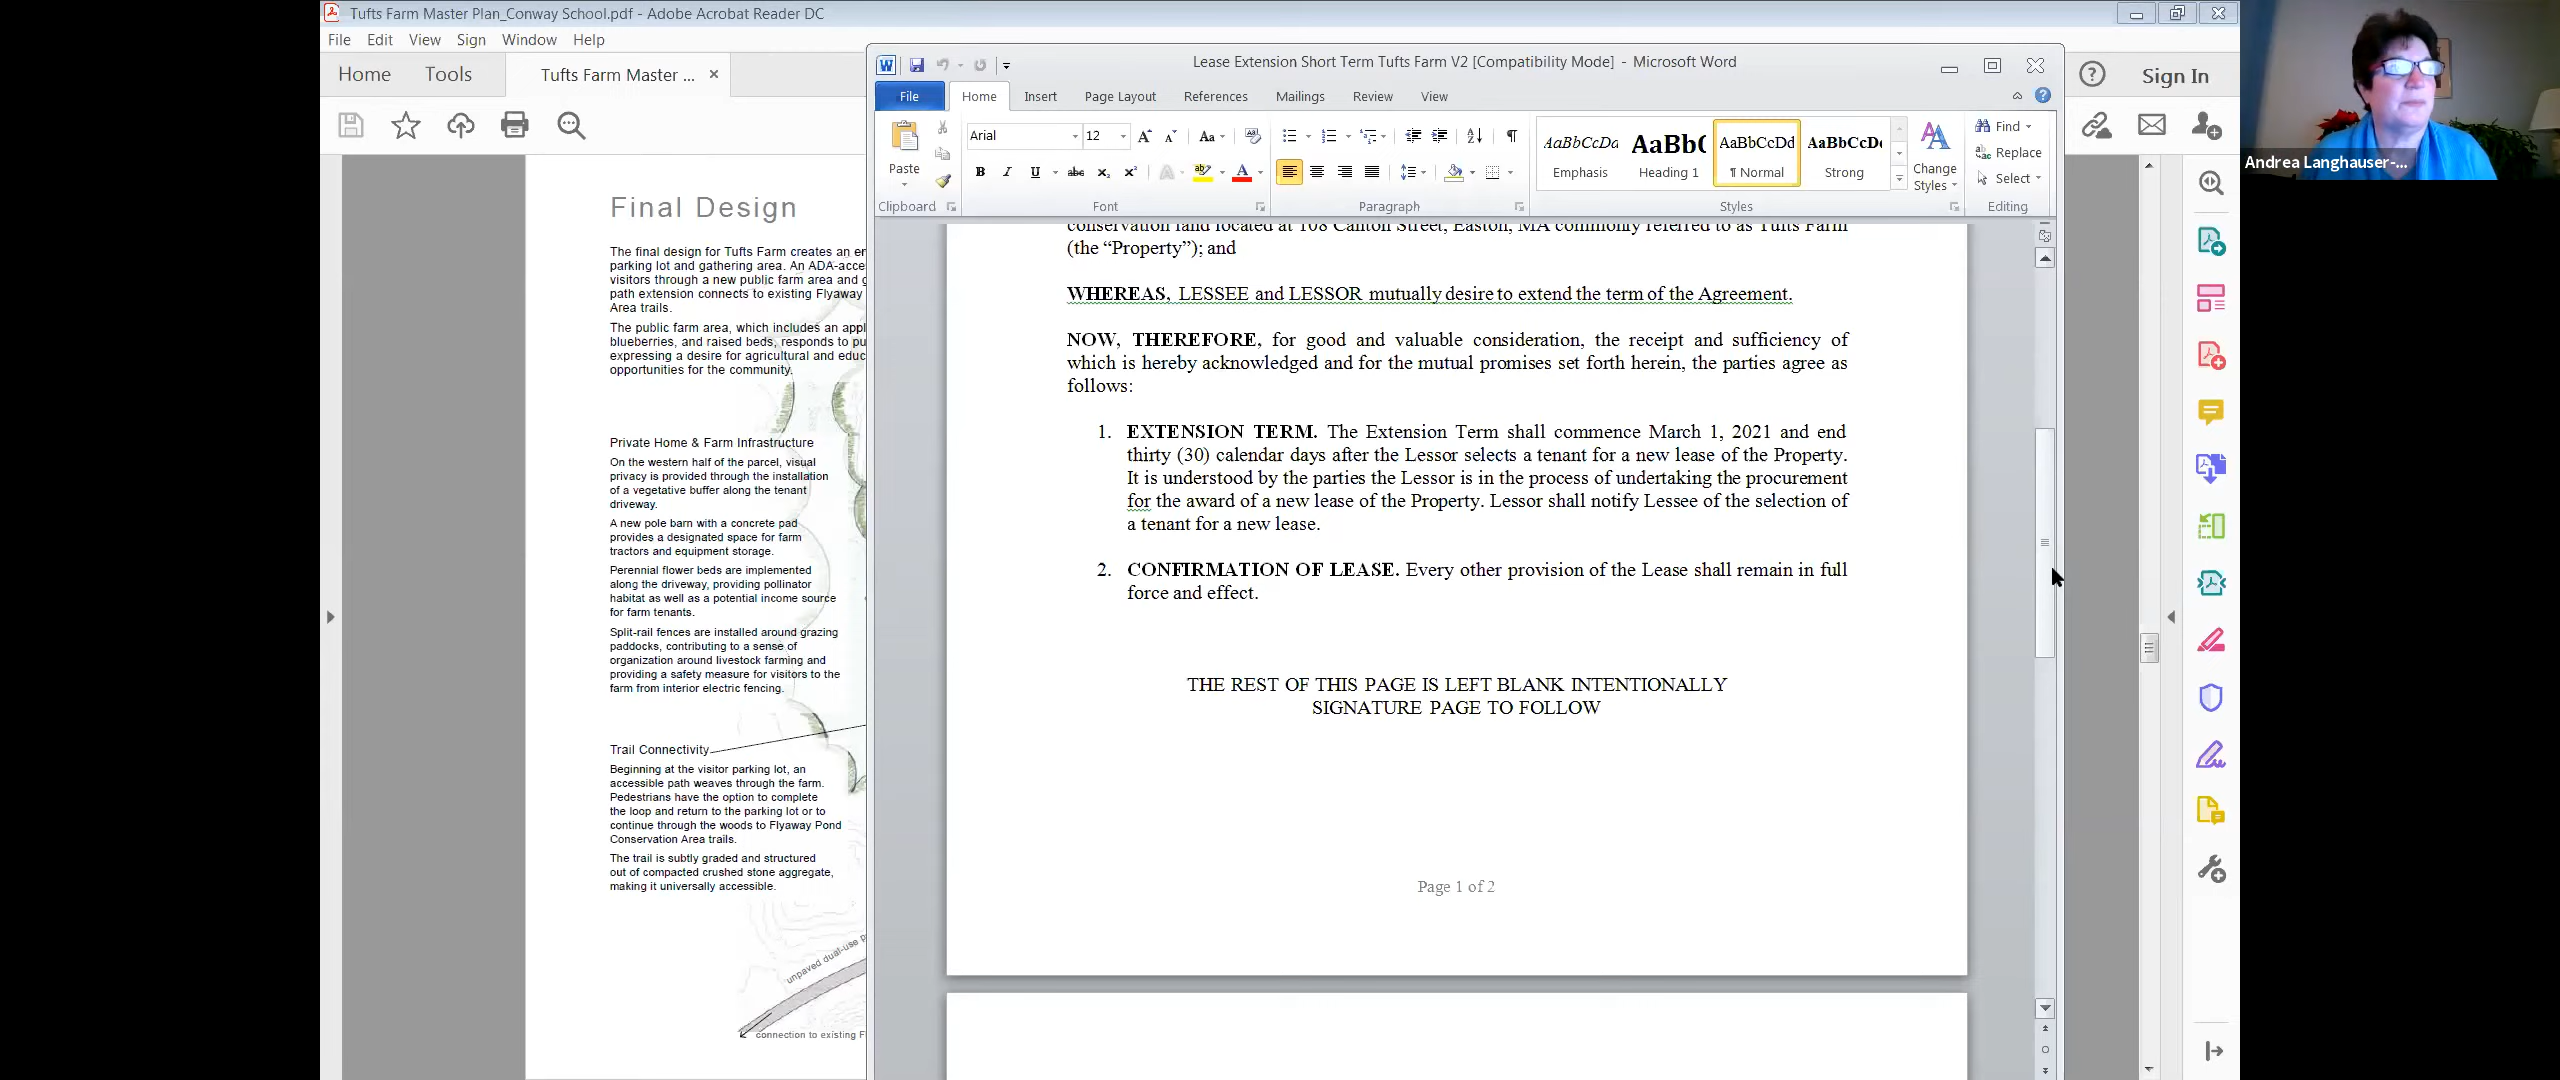 Tufts Farm Master Plan_Conway School.pdf - Adobe Acrobat Reader DC
File Edit View Sign Window Help
Home Tools Tufts Farm Master ... ×
Sign In
Final Design
The final design for Tufts Farm creates an
parking lot and gathering area. An
visitors through a new public farm area and
path extension connects to existing Flyaway
Area trails.
The public farm area, which includes an
blueberries, and raised beds, responds to
expressing a desire for agricultural and
opportunities for the community.
Private Home & Farm Infrastructure
On the western half of the parcel, visual
privacy is provided through the installation
of a vegetative buffer along the tenant
driveway.
A new pole barn with a concrete pad
provides a designated space for farm
tractors and equipment storage.
Perennial flower beds are implemented
along the driveway, providing pollinator
habitat as well as a potential income source
for farm tenants.
Split-rail fences are installed around grazing
paddocks, contributing to a sense of
organization around livestock farming and
providing a safety measure for visitors to the
farm from interior electric fencing.
Trail Connectivity
Beginning at the visitor parking lot, an
accessible path weaves through the farm.
Pedestrians have the option to complete
the loop and return to the parking lot or to
continue through the woods to Flyaway Pond
Conservation Area trails.
The trail is subtly graded and structured
out of compacted crushed stone aggregate,
making it universally accessible.
unpaved dual-use
connection to existing
Lease Extension Short Term Tufts Farm V2 [Compatibility Mode] - Microsoft Word
File Home Insert Page Layout References Mailings Review View
Arial 12
Paste
Clipboard Font Paragraph Styles Editing
AaBbCcDd AaBbC AaBbCcDd AaBbCcDc
Emphasis Heading 1 ¶ Normal Strong
Change
Styles
Find
Replace
Select
conservation land located at 108 Canton Street, Easton, MA commonly referred to as Tufts Farm
(the “Property”); and
WHEREAS, LESSEE and LESSOR mutually desire to extend the term of the Agreement.
NOW, THEREFORE, for good and valuable consideration, the receipt and sufficiency of
which is hereby acknowledged and for the mutual promises set forth herein, the parties agree as
follows:
1. EXTENSION TERM. The Extension Term shall commence March 1, 2021 and end
thirty (30) calendar days after the Lessor selects a tenant for a new lease of the Property.
It is understood by the parties the Lessor is in the process of undertaking the procurement
for the award of a new lease of the Property. Lessor shall notify Lessee of the selection of
a tenant for a new lease.
2. CONFIRMATION OF LEASE. Every other provision of the Lease shall remain in full
force and effect.
THE REST OF THIS PAGE IS LEFT BLANK INTENTIONALLY
SIGNATURE PAGE TO FOLLOW
Page 1 of 2
Andrea Langhauser-...